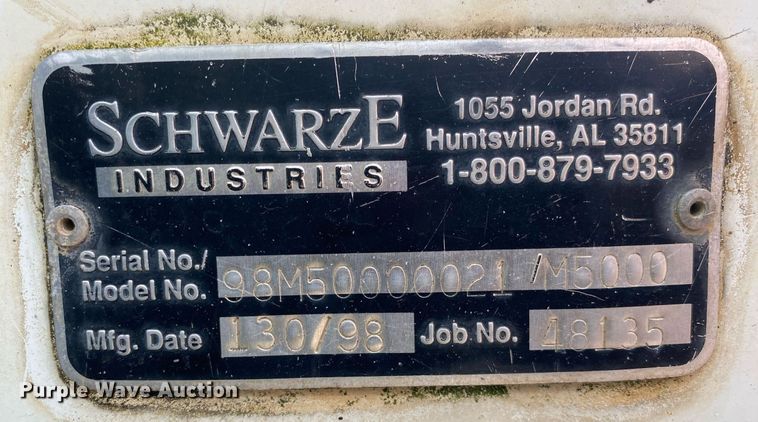 SCHWARZE
INDUSTRIES
1055 Jordan Rd.
Huntsville, AL 35811
1-800-879-7933
Serial No./
Model No. 98M50000021/M5000
Mfg. Date 130/98 Job No. 48135
Purple Wave Auction